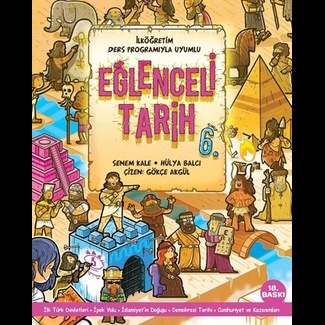 İLKÖĞRETİM
DERS PROGRAMIYLA UYUMLU
EĞLENCELİ
TARİH
6.
SENEM KALE • HÜLYA BALCI
ÇİZEN: GÖKÇE AKGÜL
18.
BASKI
İlk Türk Devletleri • İpek Yolu • İslamiyet'in Doğuşu • Demokrasi Tarihi • Cumhuriyet ve Kazanımları